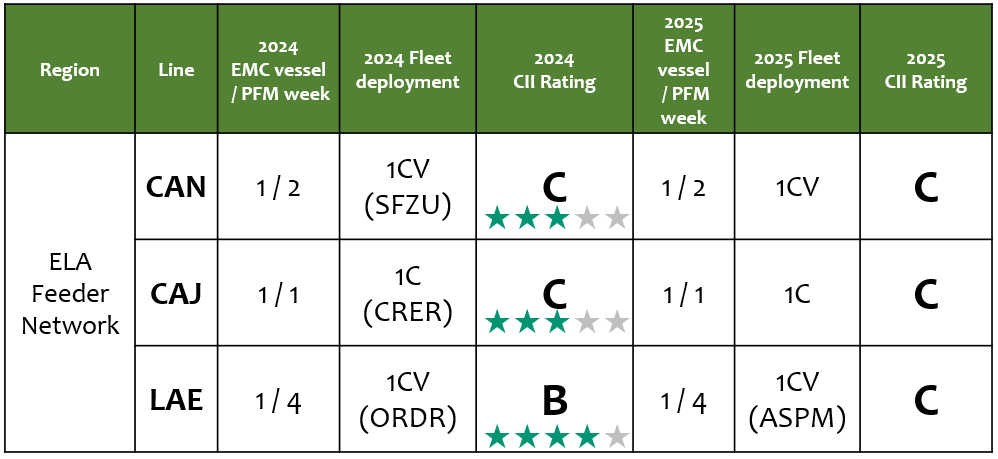 Region
Line
2024
EMC vessel
/ PFM week
2024 Fleet
deployment
2024
CII Rating
2025
EMC
vessel
/ PFM
week
2025 Fleet
deployment
2025
CII Rating
ELA
Feeder
Network
CAN
1 / 2
1CV
(SFZU)
C
1 / 2
1CV
C
CAJ
1 / 1
1C
(CRER)
C
1 / 1
1C
C
LAE
1 / 4
1CV
(ORDR)
B
1 / 4
1CV
(ASPM)
C